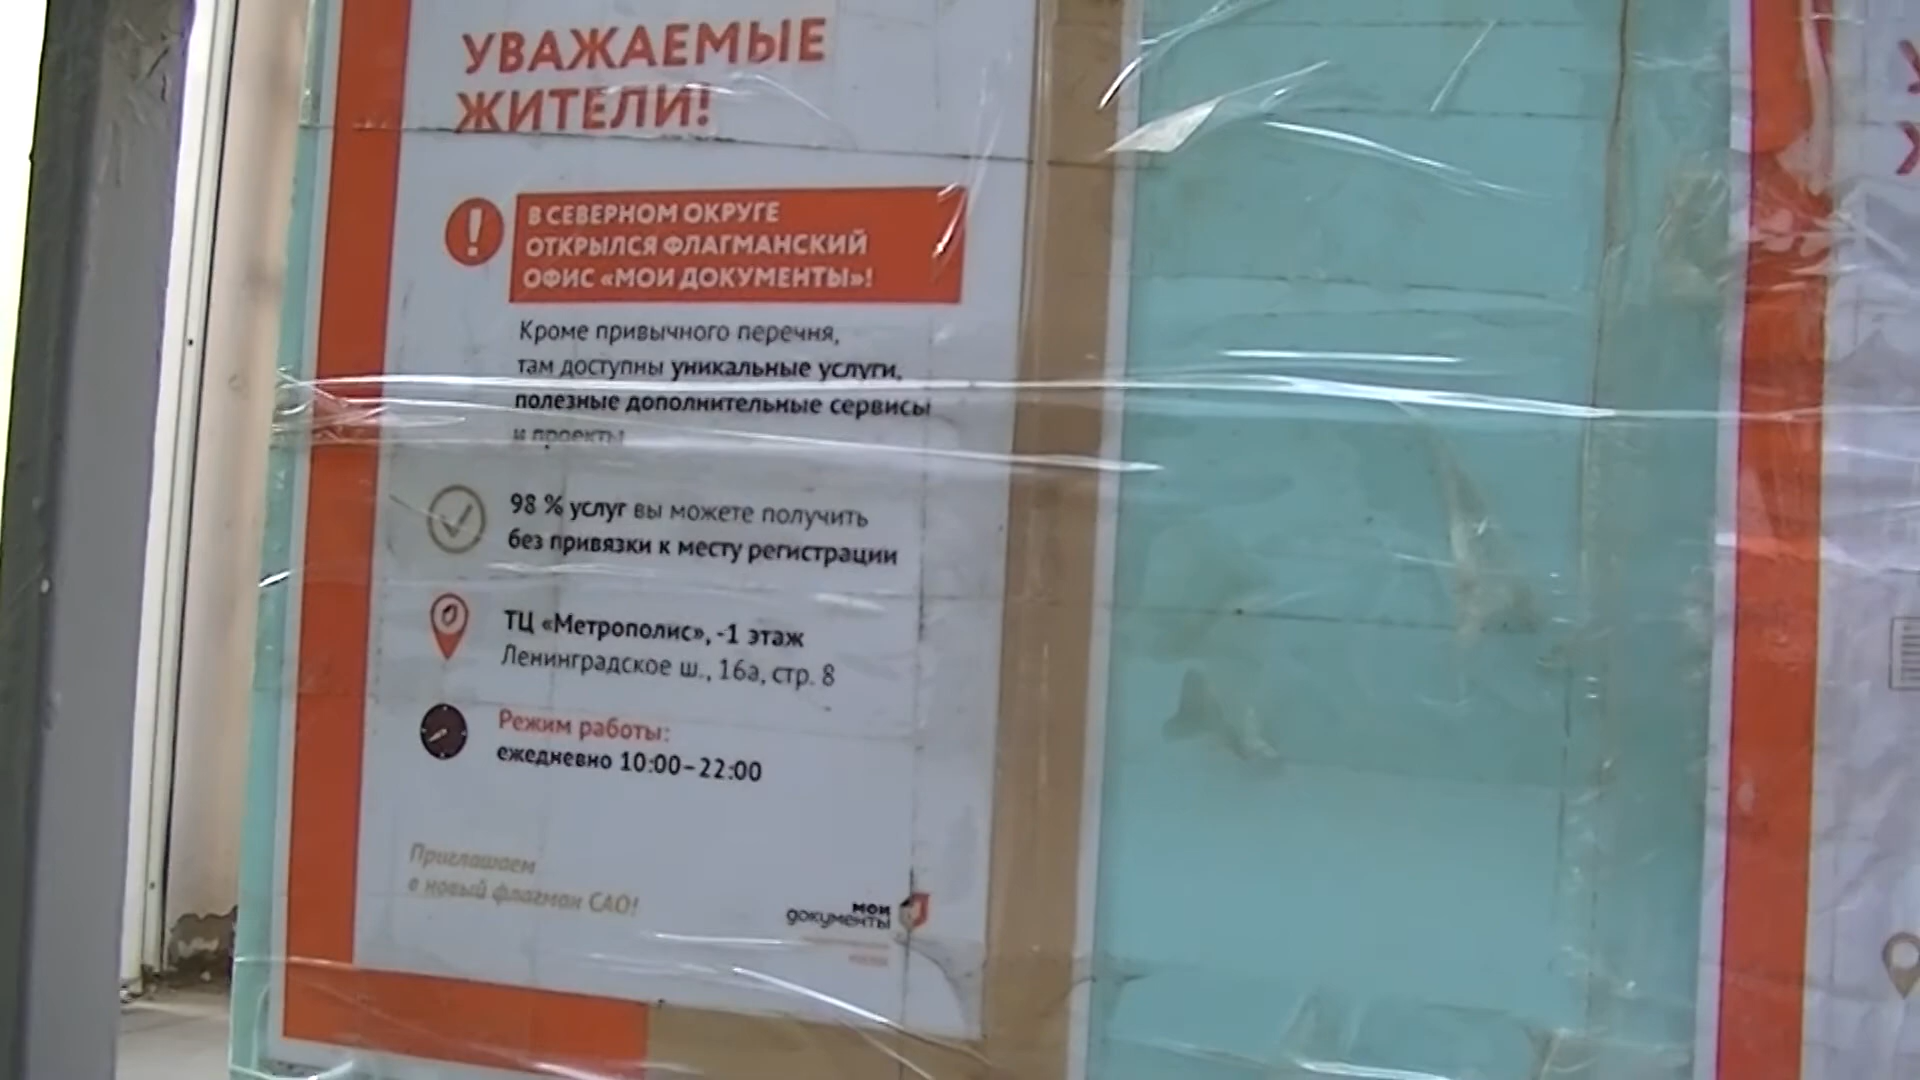 УВАЖАЕМЫЕ
ЖИТЕЛИ!
!
В СЕВЕРНОМ ОКРУГЕ
ОТКРЫЛСЯ ФЛАГМАНСКИЙ
ОФИС «МОИ ДОКУМЕНТЫ»!
Кроме привычного перечня,
там доступны уникальные услуги,
полезные дополнительные сервисы
и проекты
98 % услуг вы можете получить
без привязки к месту регистрации
ТЦ «Метрополис», -1 этаж
Ленинградское ш., 16а, стр. 8
Режим работы:
ежедневно 10:00–22:00
Приглашаем
в новый флагман САО!
мои
документы